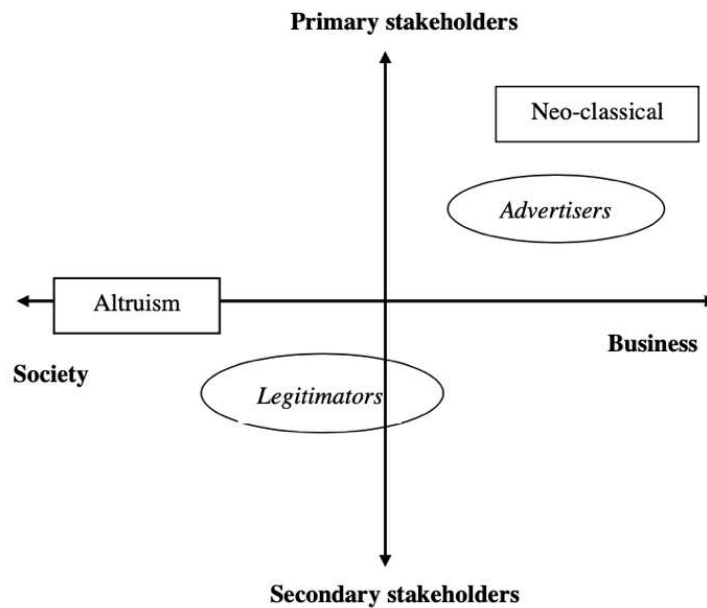 Primary stakeholders
Neo-classical
Advertisers
Altruism
Business
Society
Legitimators
Secondary stakeholders